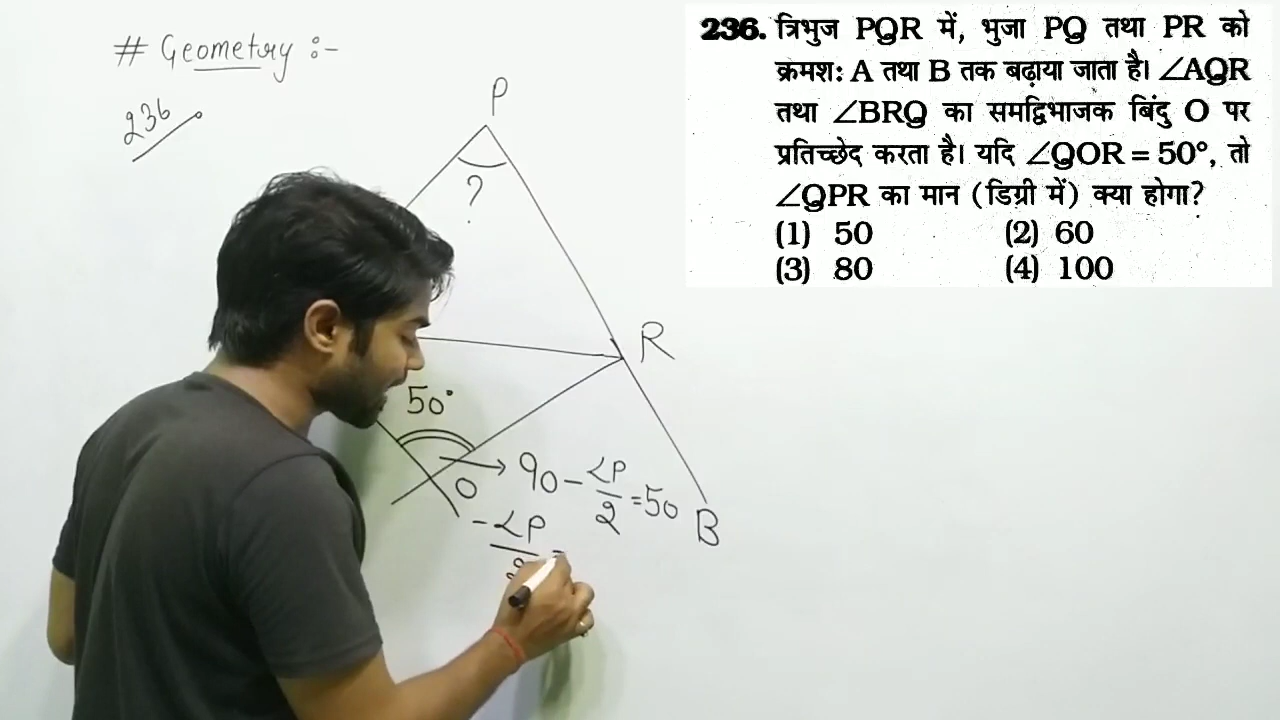 # Geometry :-
236
236. त्रिभुज PQR में, भुजा PQ तथा PR को
क्रमशः A तथा B तक बढ़ाया जाता है। ∠AQR
तथा ∠BRQ का समद्विभाजक बिंदु O पर
प्रतिच्छेद करता है। यदि ∠QOR = 50°, तो
∠QPR का मान (डिग्री में) क्या होगा?
(1) 50 (2) 60
(3) 80 (4) 100
P
?
R
50°
O
90 - ∠P/2 = 50
B
- ∠P/2 =